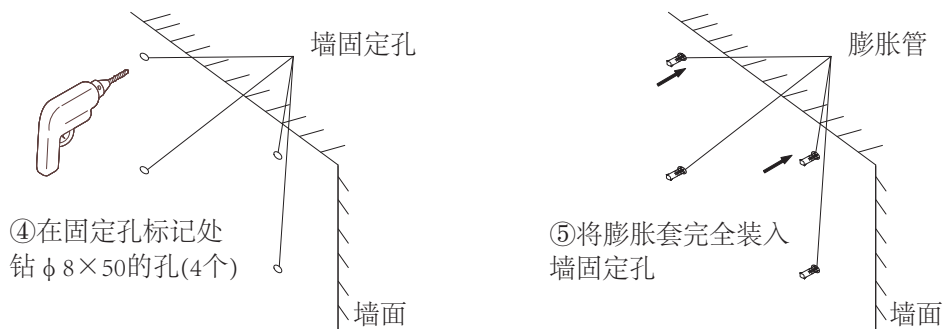 墙固定孔
④在固定孔标记处
钻ϕ8×50的孔(4个)
墙面
膨胀管
⑤将膨胀套完全装入
墙固定孔
墙面